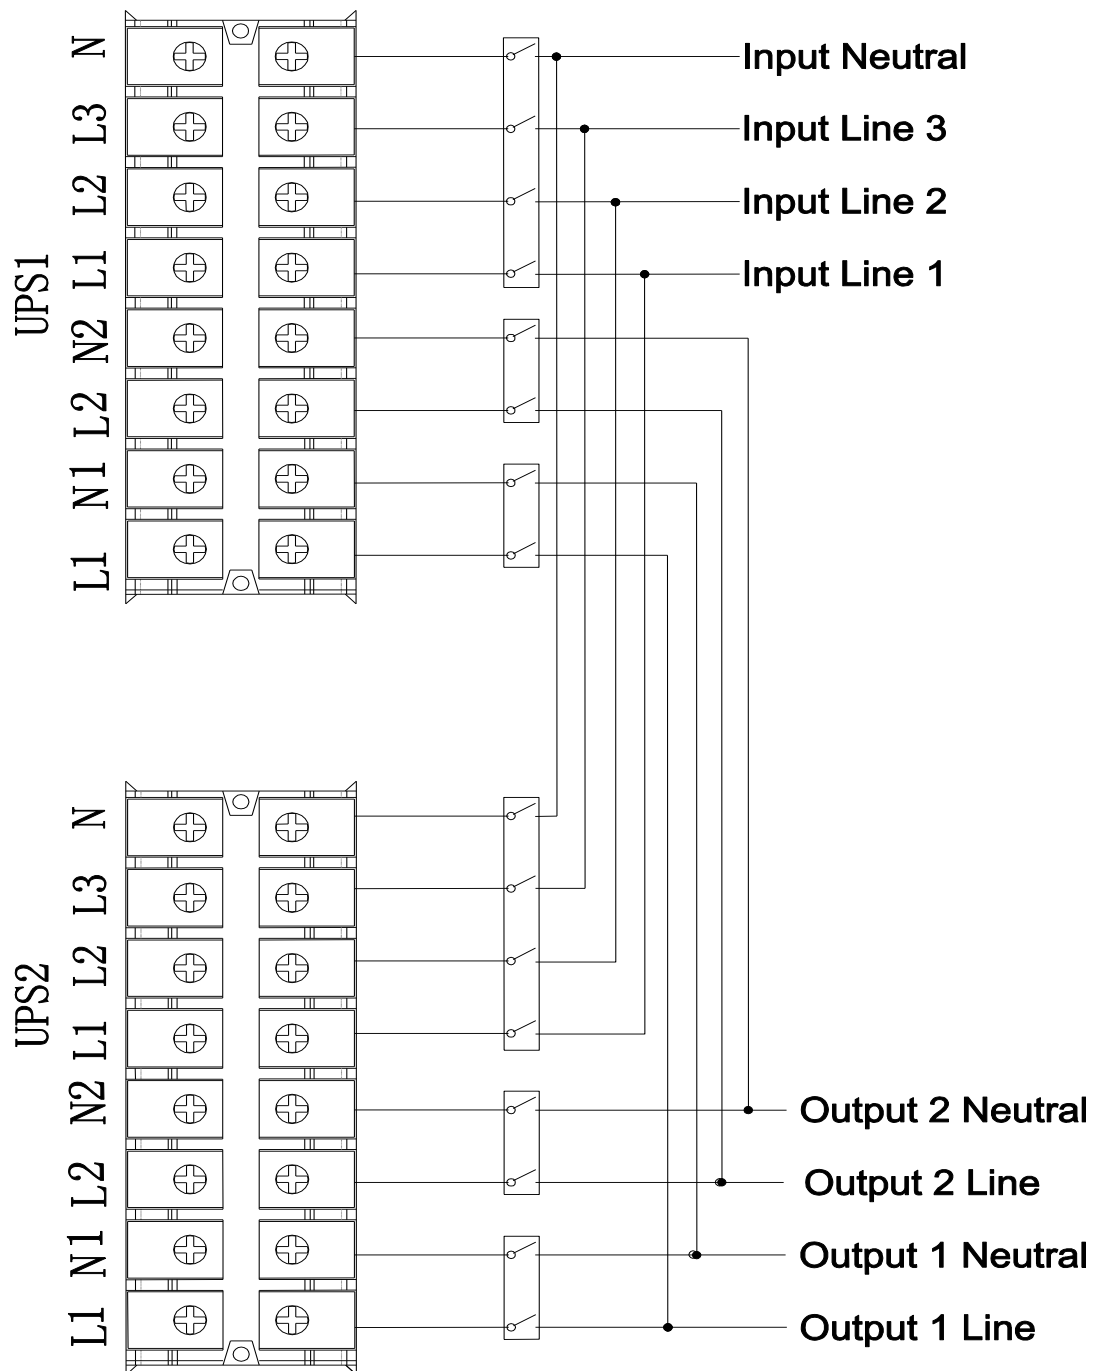 UPS1
N
Input Neutral
L3
Input Line 3
L2
Input Line 2
L1
Input Line 1
N2
L2
N1
L1
UPS2
N
L3
L2
L1
N2
Output 2 Neutral
L2
Output 2 Line
N1
Output 1 Neutral
L1
Output 1 Line